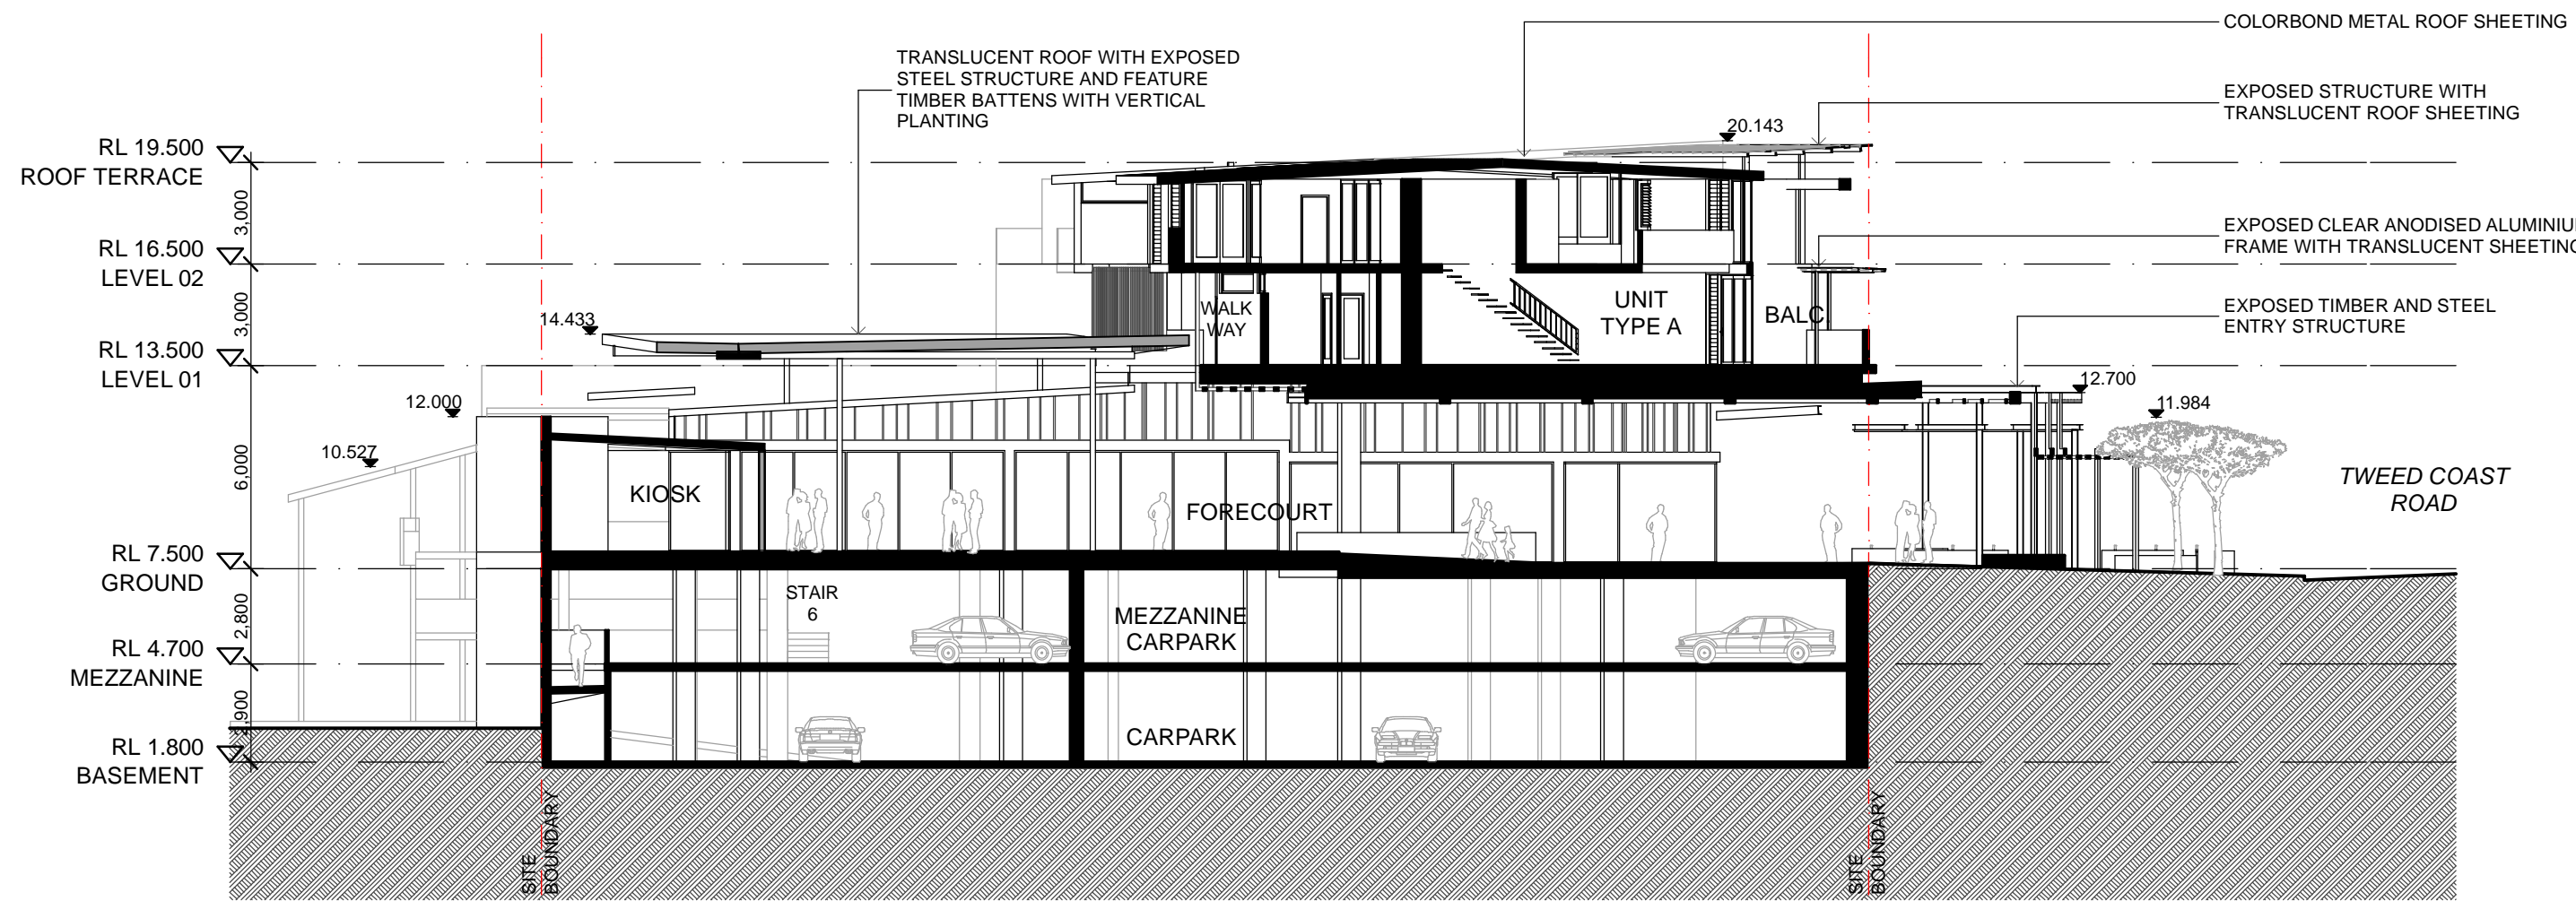 COLORBOND METAL ROOF SHEETING
TRANSLUCENT ROOF WITH EXPOSED
STEEL STRUCTURE AND FEATURE
TIMBER BATTENS WITH VERTICAL
PLANTING
EXPOSED STRUCTURE WITH
TRANSLUCENT ROOF SHEETING
20.143
RL 19.500
ROOF TERRACE
3,000
EXPOSED CLEAR ANODISED ALUMINIU
FRAME WITH TRANSLUCENT SHEETING
RL 16.500
LEVEL 02
3,000
14.433
WALK
WAY
UNIT
TYPE A
BALC.
EXPOSED TIMBER AND STEEL
ENTRY STRUCTURE
RL 13.500
LEVEL 01
12.000
12.700
11.984
10.527
6,000
KIOSK
FORECOURT
TWEED COAST
ROAD
RL 7.500
GROUND
2,800
STAIR
6
MEZZANINE
CARPARK
RL 4.700
MEZZANINE
2,900
CARPARK
RL 1.800
BASEMENT
SITE
BOUNDARY
SITE
BOUNDARY